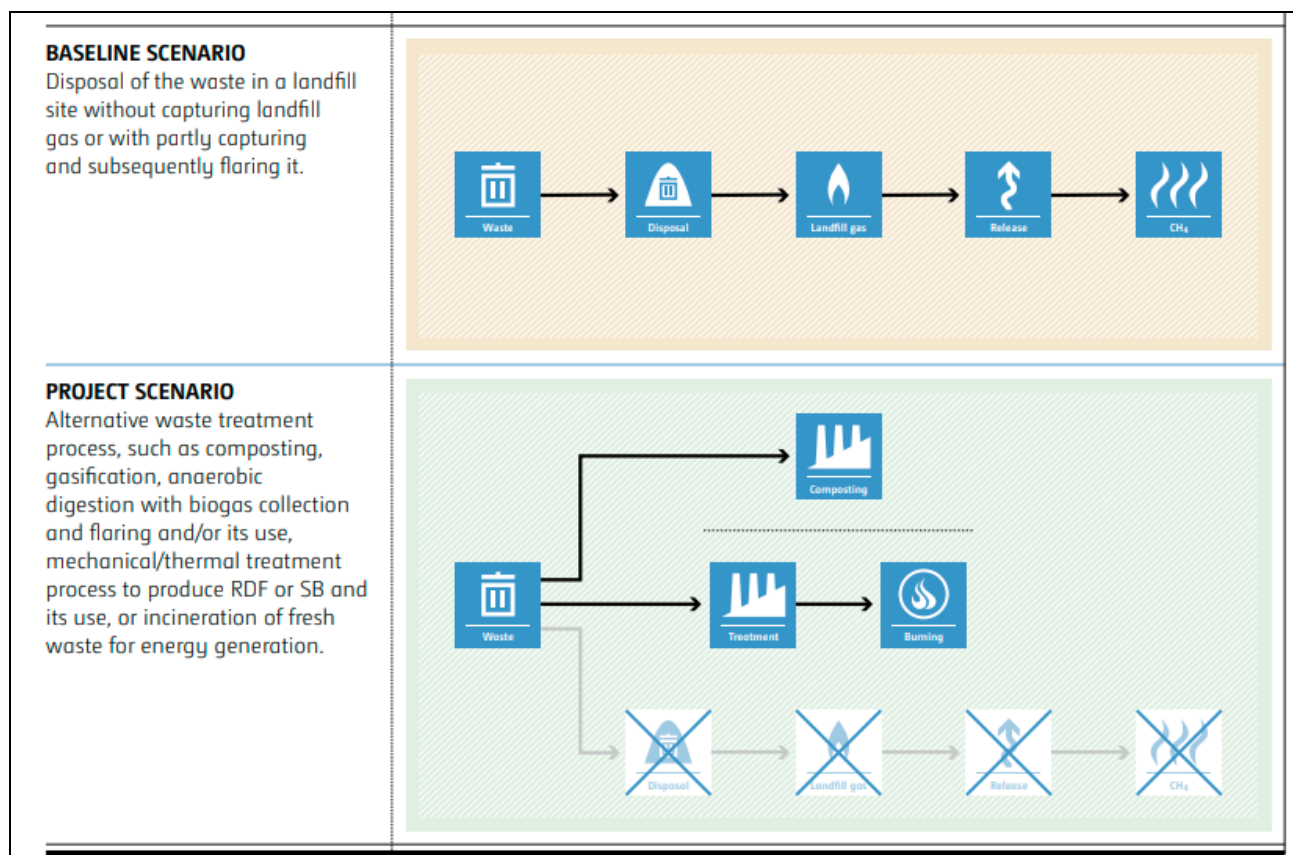 BASELINE SCENARIO
Disposal of the waste in a landfill
site without capturing landfill
gas or with partly capturing
and subsequently flaring it.
Waste
Disposal
Landfill gas
Release
CH₄
PROJECT SCENARIO
Alternative waste treatment
process, such as composting,
gasification, anaerobic
digestion with biogas collection
and flaring and/or its use,
mechanical/thermal treatment
process to produce RDF or SB and
its use, or incineration of fresh
waste for energy generation.
Composting
Waste
Treatment
Burning
Disposal
Landfill gas
Release
CH₄